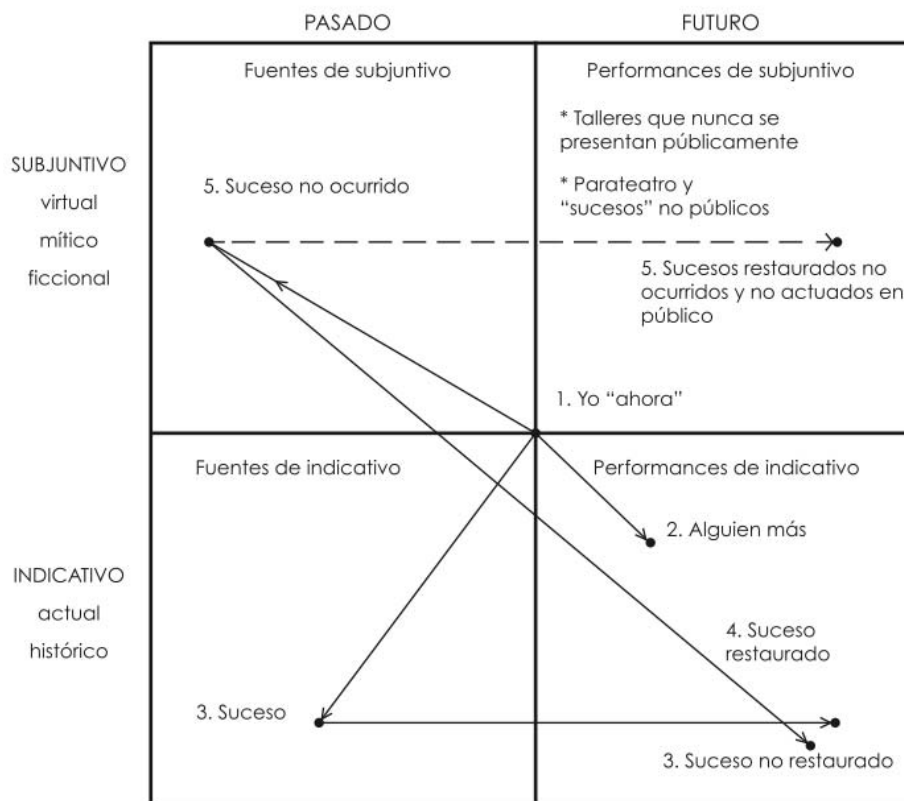 PASADO
FUTURO
Fuentes de subjuntivo
Performances de subjuntivo
* Talleres que nunca se
presentan públicamente
* Parateatro y
“sucesos” no públicos
SUBJUNTIVO
virtual
mítico
ficcional
5. Suceso no ocurrido
5. Sucesos restaurados no
ocurridos y no actuados en
público
1. Yo “ahora”
Fuentes de indicativo
Performances de indicativo
2. Alguien más
INDICATIVO
actual
histórico
4. Suceso
restaurado
3. Suceso
3. Suceso no restaurado